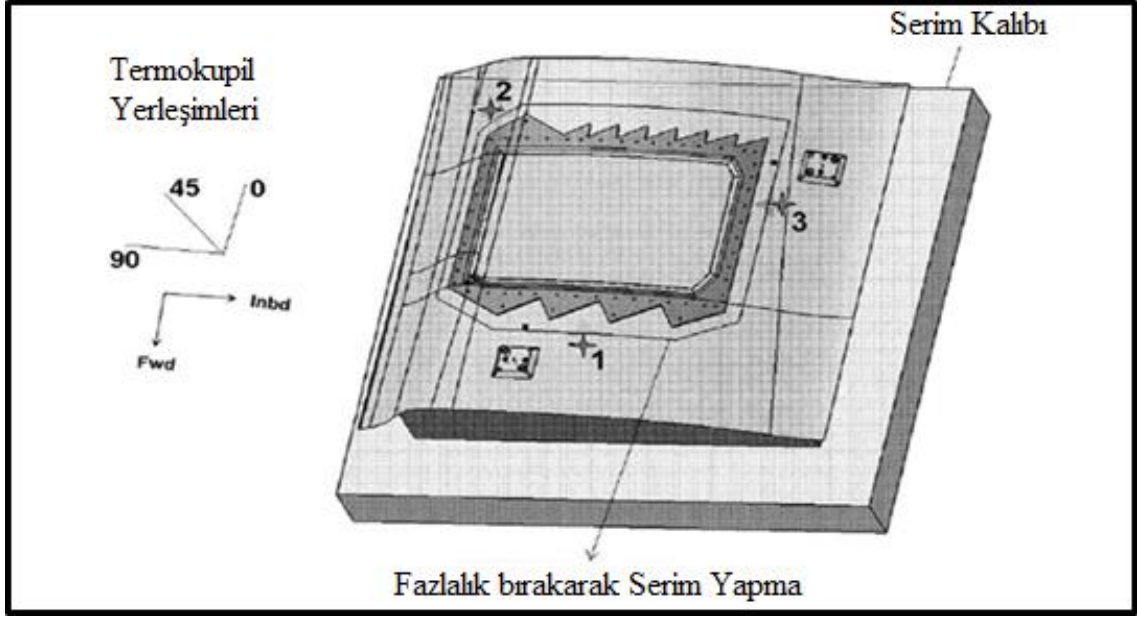 Serim Kalıbı
Termokupil
Yerleşimleri
2
45
0
3
90
Inbd
Fwd
1
Fazlalık bırakarak Serim Yapma